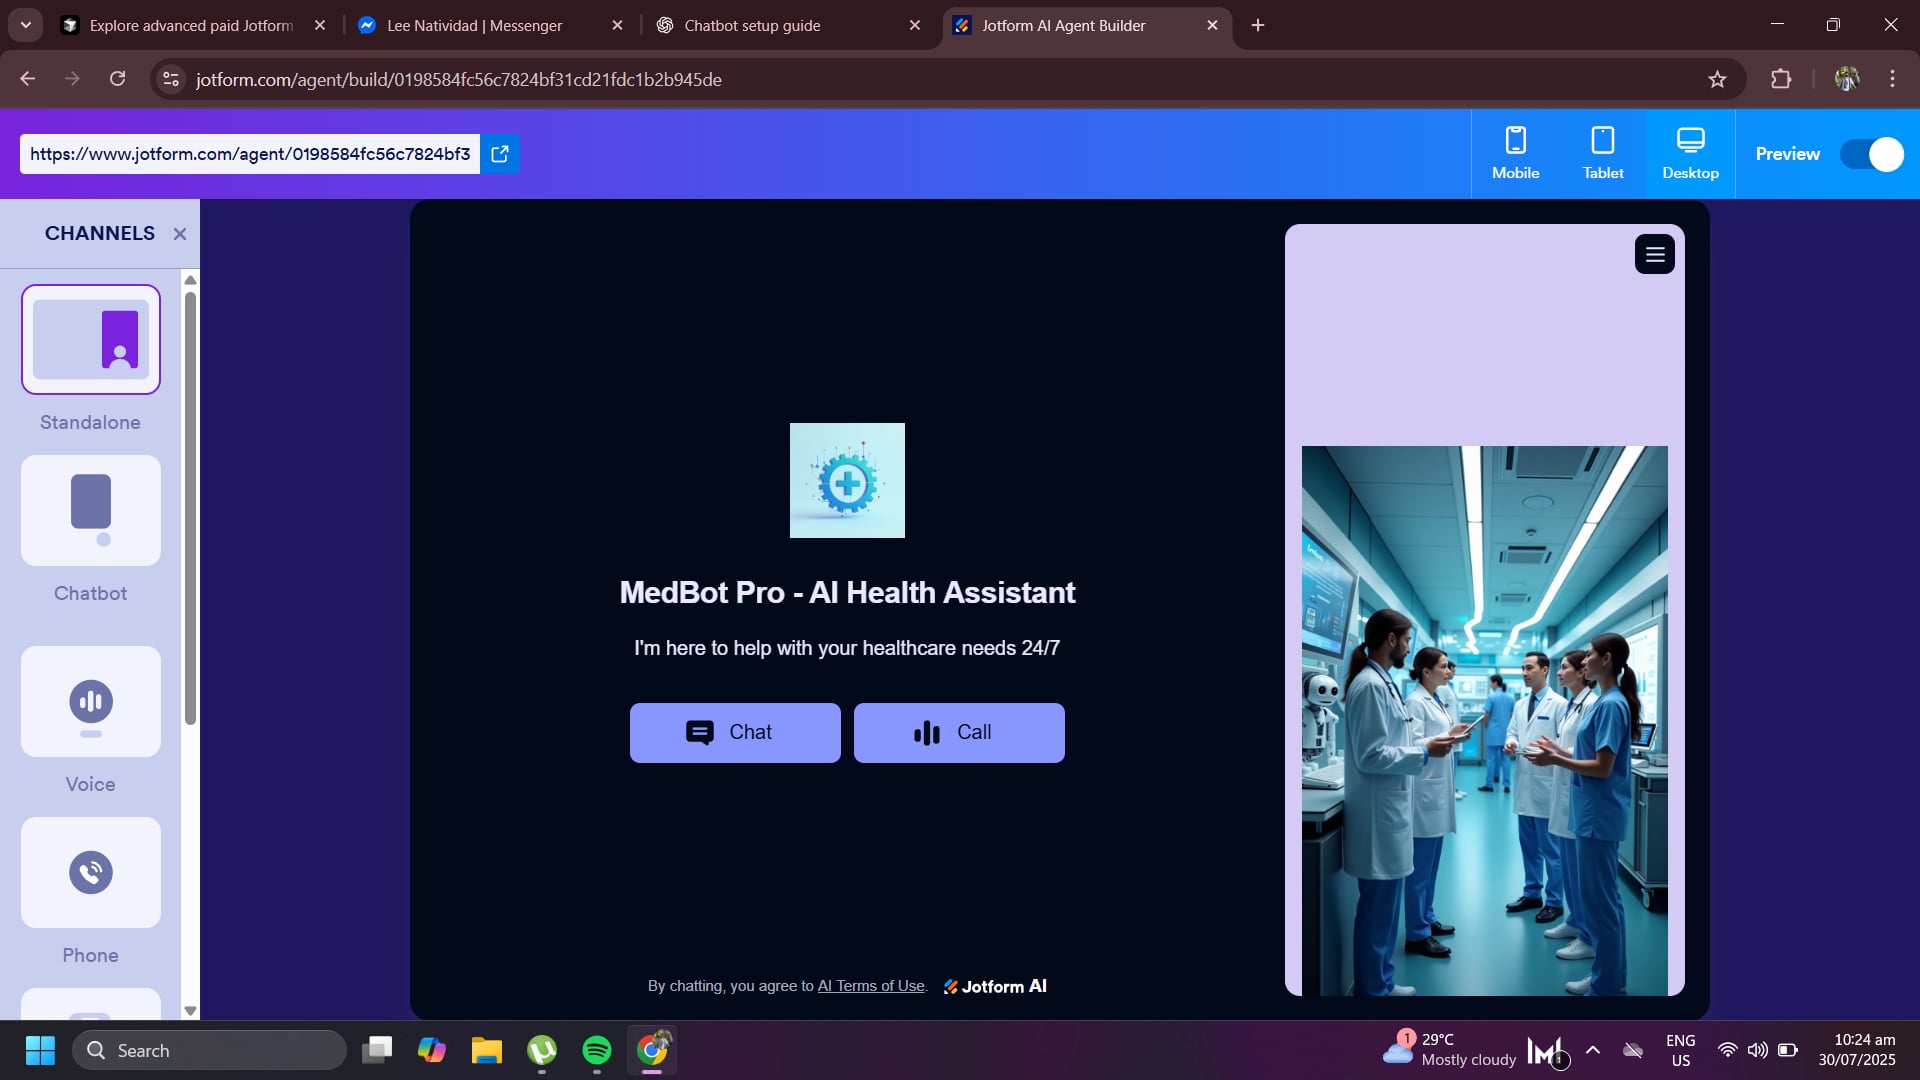 Explore advanced paid Jotform
Lee Natividad | Messenger
Chatbot setup guide
Jotform AI Agent Builder
jotform.com/agent/build/0198584fc56c7824bf31cd21fdc1b2b945de
https://www.jotform.com/agent/0198584fc56c7824bf3
Mobile
Tablet
Desktop
Preview
CHANNELS
Standalone
Chatbot
Voice
Phone
MedBot Pro - AI Health Assistant
I'm here to help with your healthcare needs 24/7
Chat
Call
By chatting, you agree to AI Terms of Use.
Jotform AI
Search
1
29°C
Mostly cloudy
1
ENG
US
10:24 am
30/07/2025